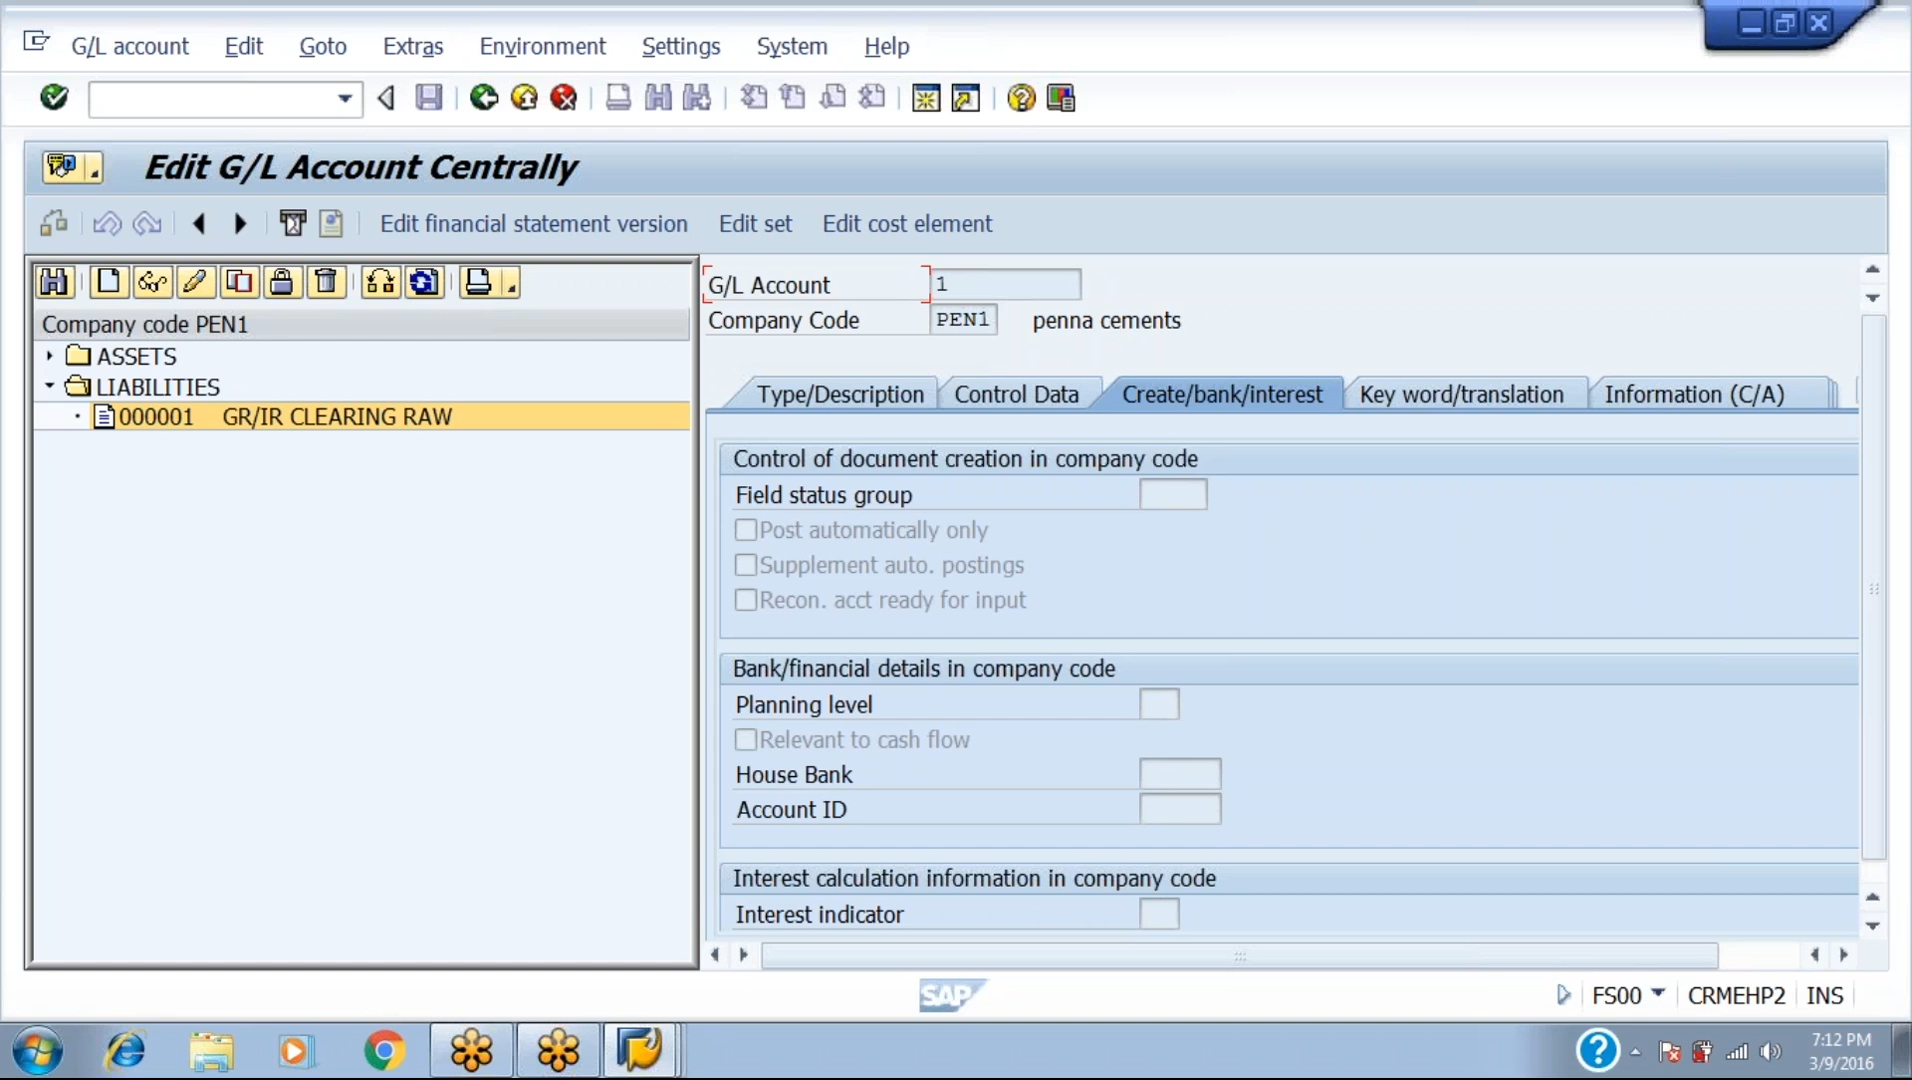 G/L account Edit Goto Extras Environment Settings System Help
Edit G/L Account Centrally
Edit financial statement version Edit set Edit cost element
Company code PEN1
ASSETS
LIABILITIES
000001 GR/IR CLEARING RAW
G/L Account 1
Company Code PEN1 penna cements
Type/Description Control Data Create/bank/interest Key word/translation Information (C/A)
Control of document creation in company code
Field status group
Post automatically only
Supplement auto. postings
Recon. acct ready for input
Bank/financial details in company code
Planning level
Relevant to cash flow
House Bank
Account ID
Interest calculation information in company code
Interest indicator
SAP
FS00 CRMEHP2 INS
7:12 PM
3/9/2016